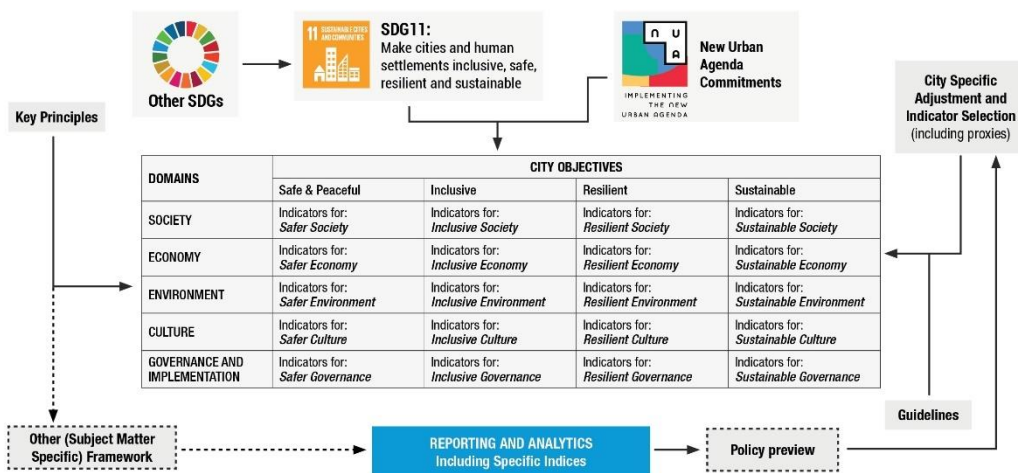 11 SUSTAINABLE CITIES
AND COMMUNITIES
SDG11:
Make cities and human
settlements inclusive, safe,
resilient and sustainable
Other SDGs
N U
A
IMPLEMENTING
THE NEW
URBAN AGENDA
New Urban
Agenda
Commitments
City Specific
Adjustment and
Indicator Selection
(including proxies)
Key Principles
DOMAINS
CITY OBJECTIVES
Safe & Peaceful
Inclusive
Resilient
Sustainable
SOCIETY
Indicators for:
Safer Society
Indicators for:
Inclusive Society
Indicators for:
Resilient Society
Indicators for:
Sustainable Society
ECONOMY
Indicators for:
Safer Economy
Indicators for:
Inclusive Economy
Indicators for:
Resilient Economy
Indicators for:
Sustainable Economy
ENVIRONMENT
Indicators for:
Safer Environment
Indicators for:
Inclusive Environment
Indicators for:
Resilient Environment
Indicators for:
Sustainable Environment
CULTURE
Indicators for:
Safer Culture
Indicators for:
Inclusive Culture
Indicators for:
Resilient Culture
Indicators for:
Sustainable Culture
GOVERNANCE AND
IMPLEMENTATION
Indicators for:
Safer Governance
Indicators for:
Inclusive Governance
Indicators for:
Resilient Governance
Indicators for:
Sustainable Governance
Guidelines
Other (Subject Matter
Specific) Framework
REPORTING AND ANALYTICS
Including Specific Indices
Policy preview